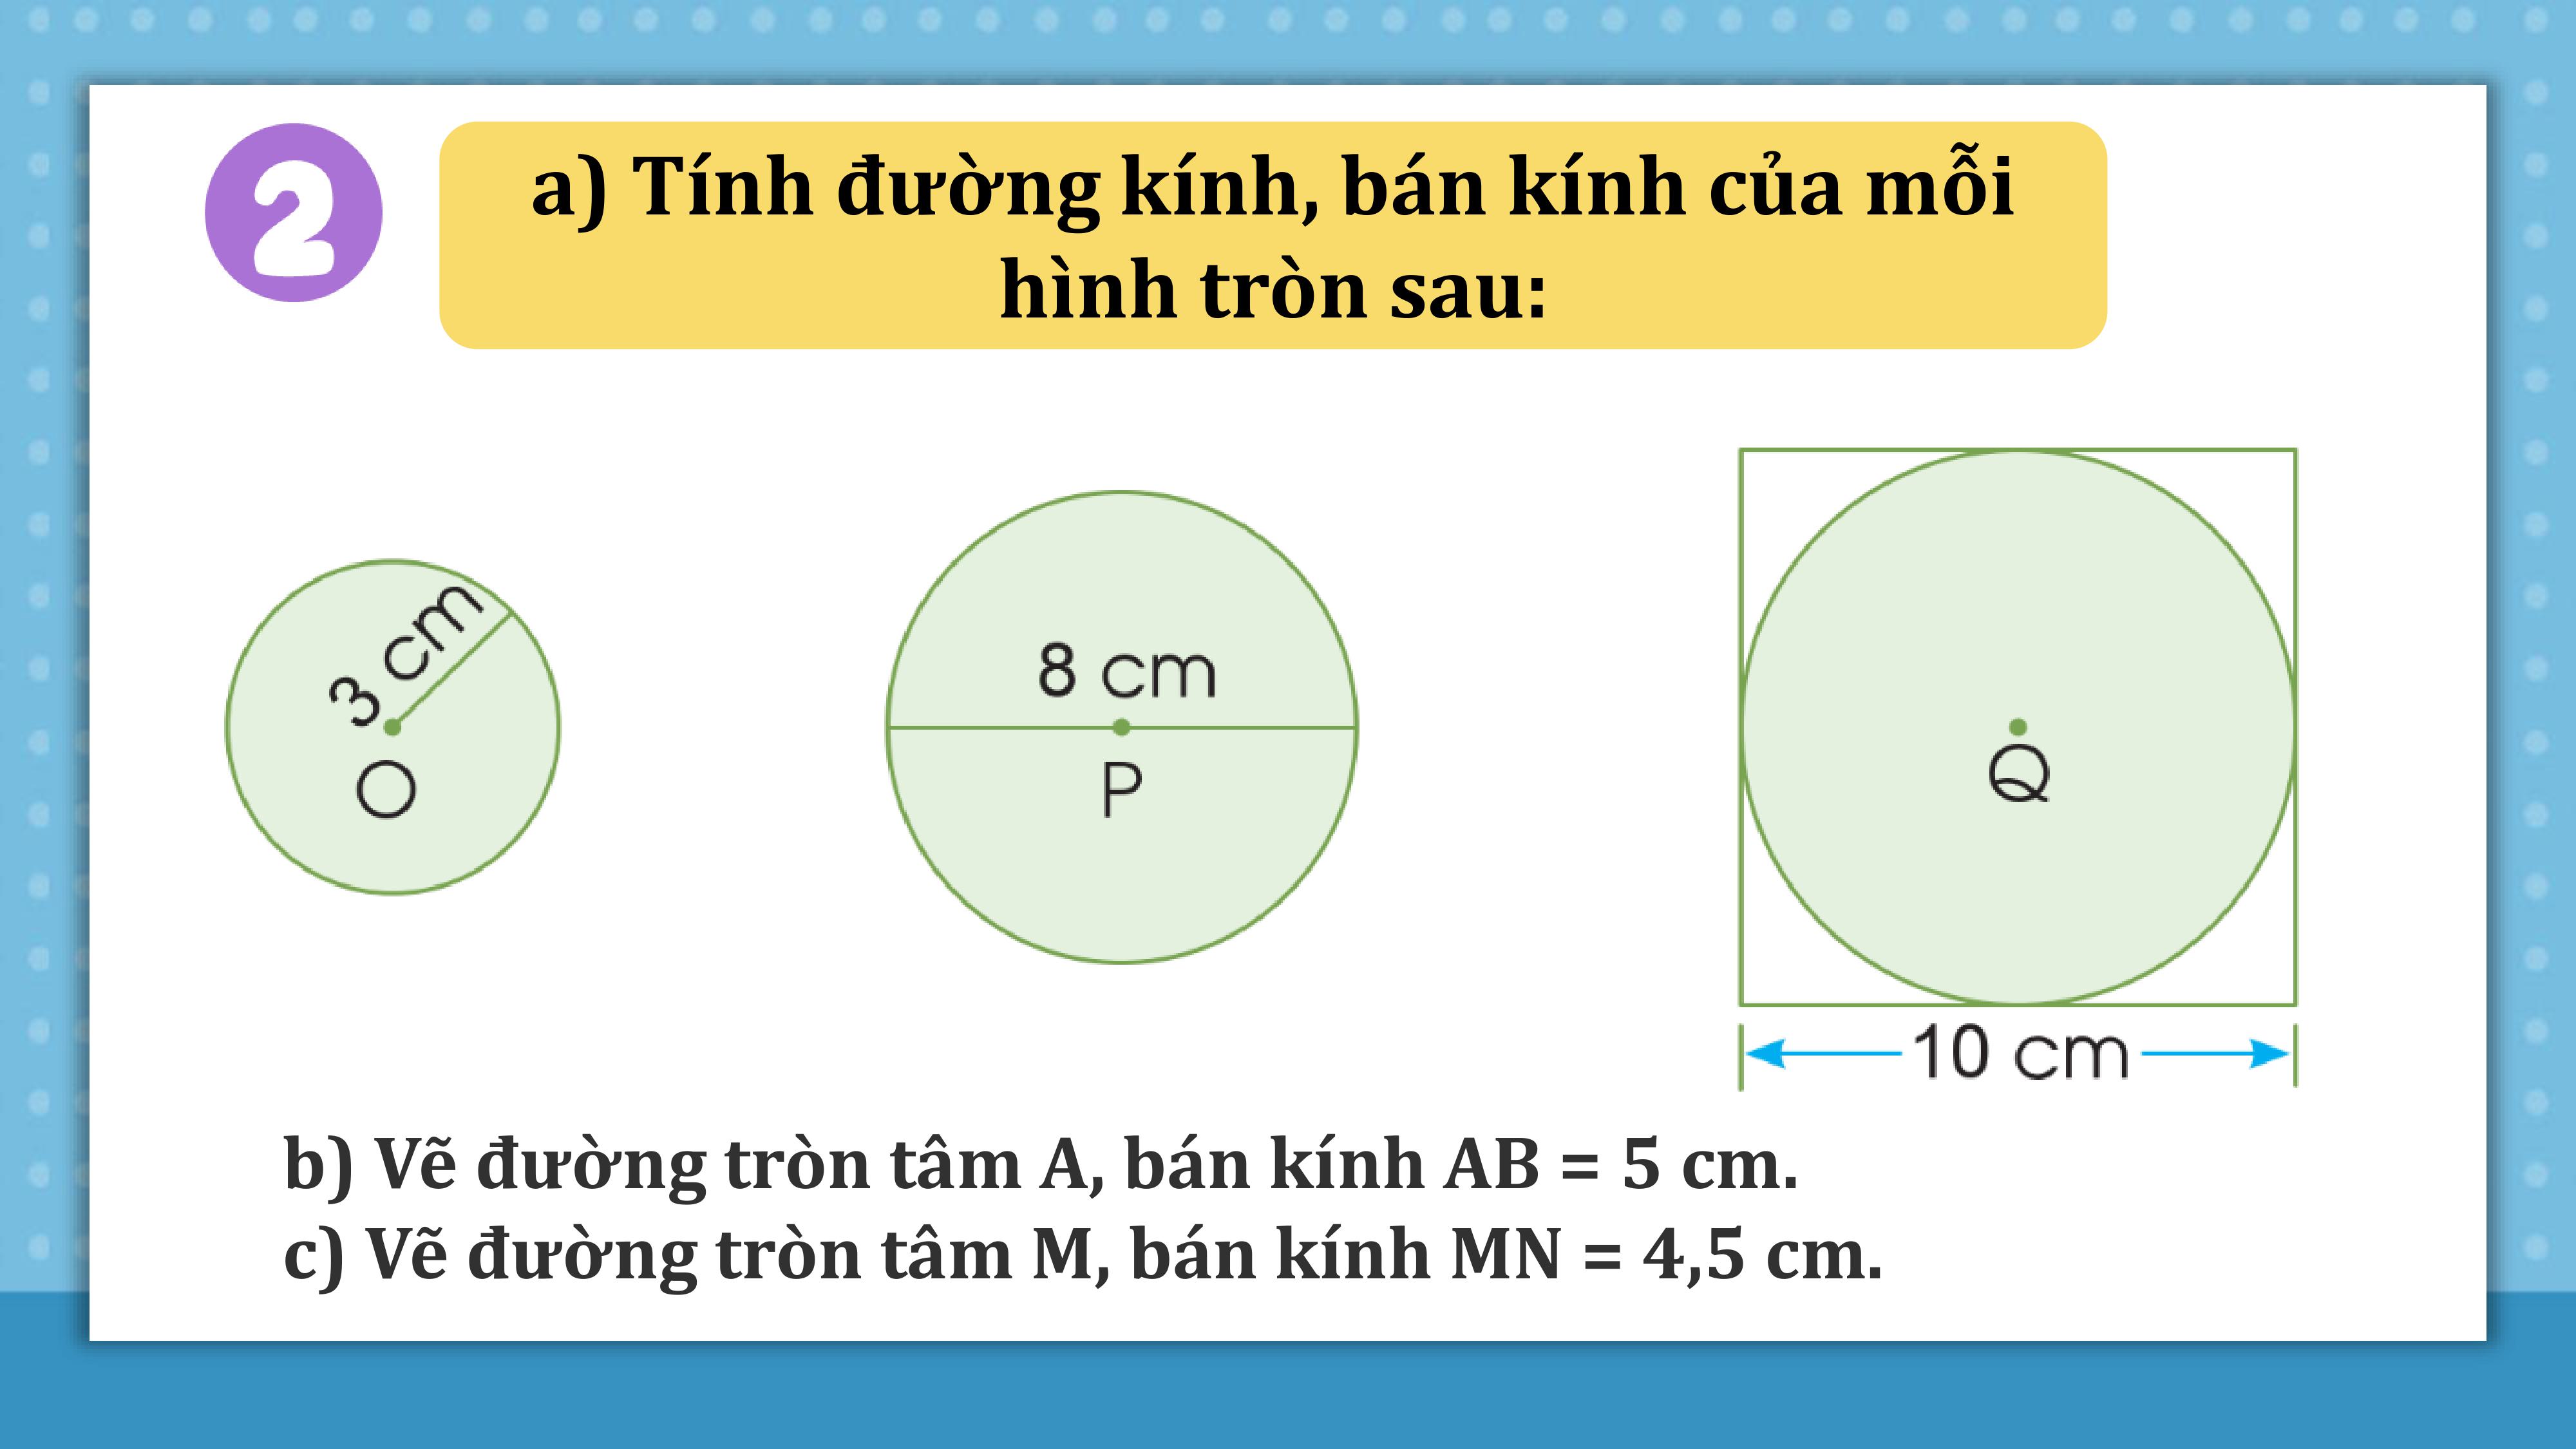 2
a) Tính đường kính, bán kính của mỗi
hình tròn sau:
3 cm
O
8 cm
P
Q
10 cm
b) Vẽ đường tròn tâm A, bán kính AB = 5 cm.
c) Vẽ đường tròn tâm M, bán kính MN = 4,5 cm.